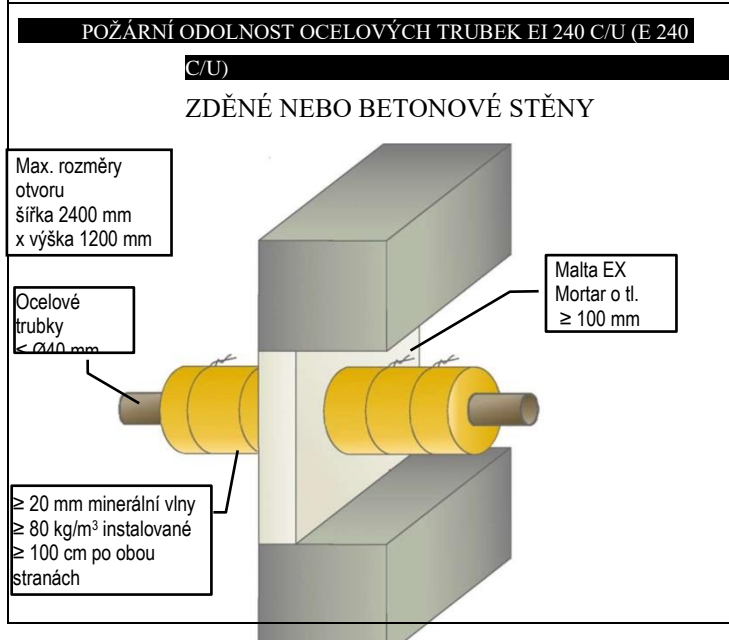 POŽÁRNÍ ODOLNOST OCELOVÝCH TRUBEK EI 240 C/U (E 240
C/U)
ZDĚNÉ NEBO BETONOVÉ STĚNY
Max. rozměry
otvoru
šířka 2400 mm
x výška 1200 mm
Malta EX
Mortar o tl.
≥ 100 mm
Ocelové
trubky
≤ Ø40 mm
≥ 20 mm minerální vlny
≥ 80 kg/m³ instalované
≥ 100 cm po obou
stranách